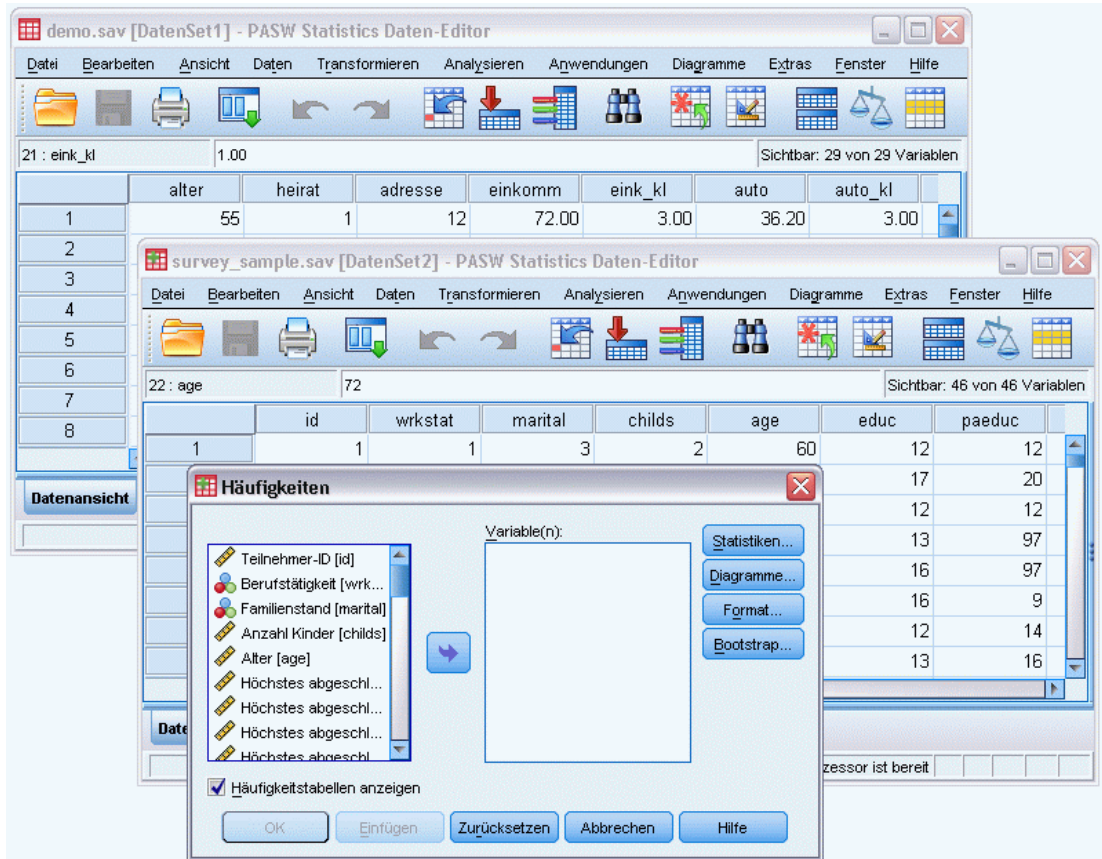 demo.sav [DatenSet1] - PASW Statistics Daten-Editor
Datei Bearbeiten Ansicht Daten Transformieren Analysieren Anwendungen Diagramme Extras Fenster Hilfe
21 : eink_kl 1.00 Sichtbar: 29 von 29 Variablen
alter heirat adresse einkomm eink_kl auto auto_kl
1 55 1 12 72.00 3.00 36.20 3.00
2
3
4
5
6
7
8
Datenansicht
survey_sample.sav [DatenSet2] - PASW Statistics Daten-Editor
Datei Bearbeiten Ansicht Daten Transformieren Analysieren Anwendungen Diagramme Extras Fenster Hilfe
22 : age 72 Sichtbar: 46 von 46 Variablen
id wrkstat marital childs age educ paeduc
1 1 1 3 2 60 12 12
17 20
12 12
13 97
16 97
16 9
12 14
13 16
Date
zessor ist bereit
Häufigkeiten
Variable(n):
Teilnehmer-ID [id]
Berufstätigkeit [wrk...
Familienstand [marital]
Anzahl Kinder [childs]
Alter [age]
Höchstes abgeschl...
Höchstes abgeschl...
Höchstes abgeschl...
Höchstes abgeschl...
Statistiken...
Diagramme...
Format...
Bootstrap...
Häufigkeitstabellen anzeigen
OK Einfügen Zurücksetzen Abbrechen Hilfe